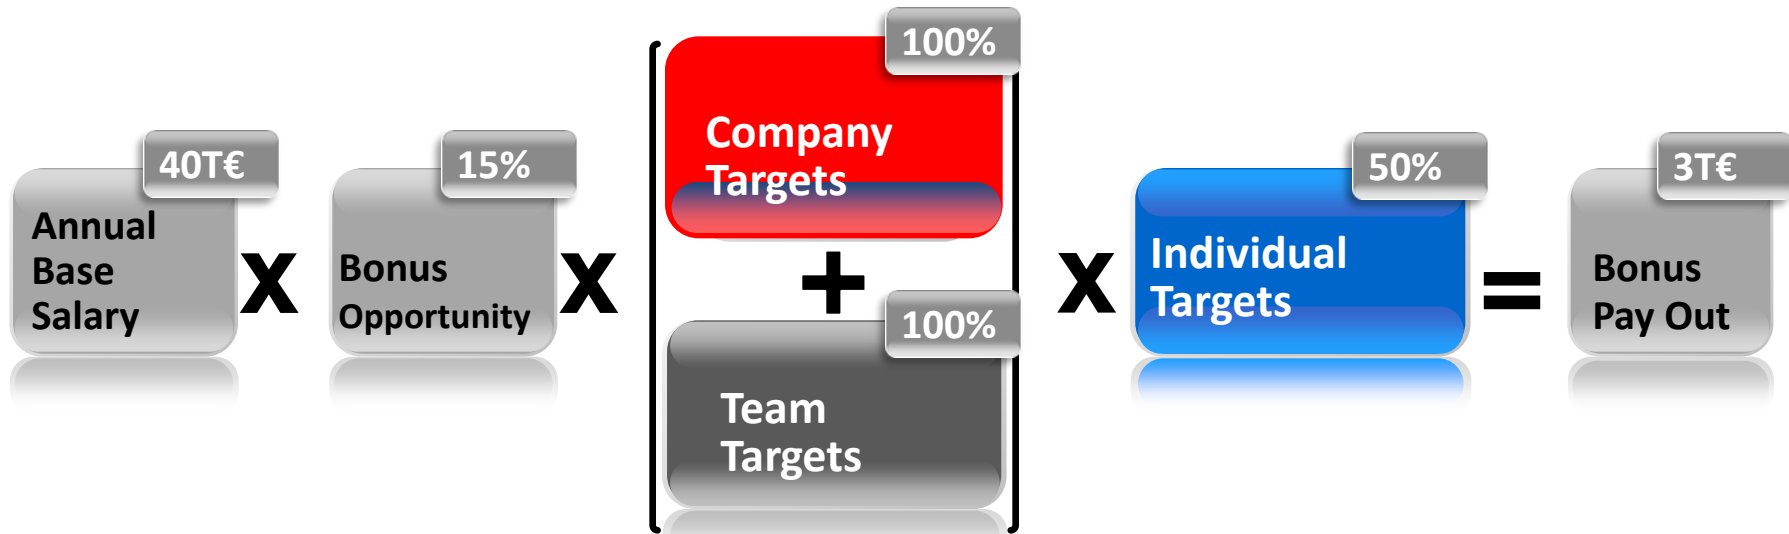 40T€
Annual
Base
Salary
x
15%
Bonus
Opportunity
x
100%
Company
Targets
+
100%
Team
Targets
x
50%
Individual
Targets
=
3T€
Bonus
Pay Out